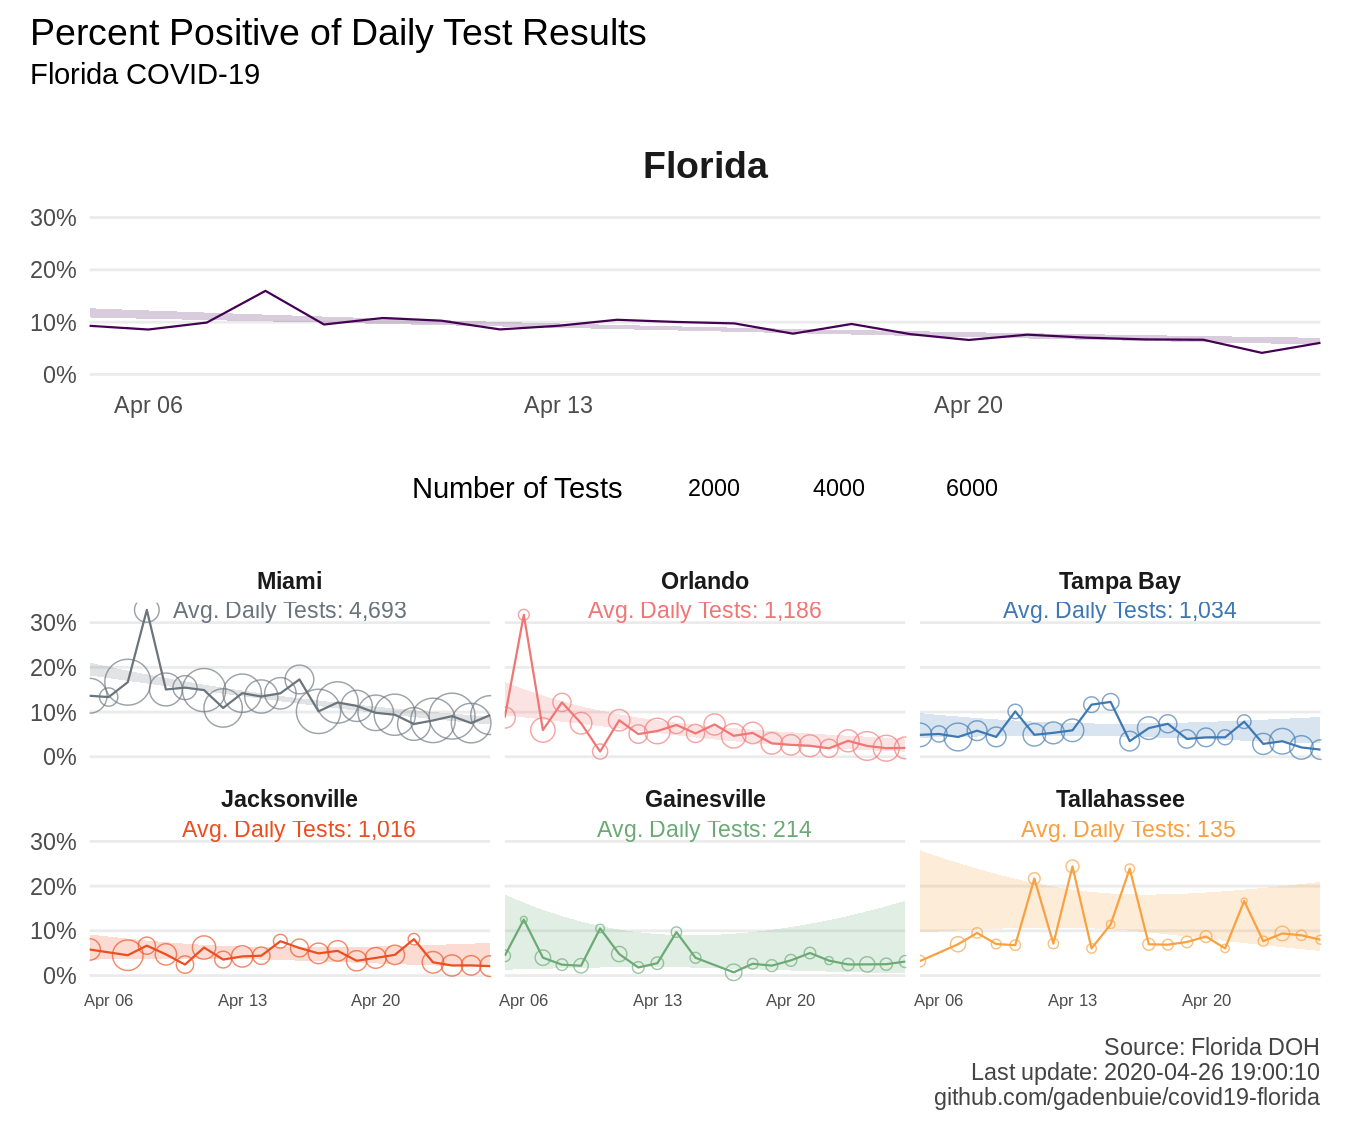 Percent Positive of Daily Test Results
Florida COVID-19
Florida
30%
20%
10%
0%
Apr 06 Apr 13 Apr 20
Number of Tests 2000 4000 6000
Miami Orlando Tampa Bay
Avg. Daily Tests: 4,693 Avg. Daily Tests: 1,186 Avg. Daily Tests: 1,034
30%
20%
10%
0%
Jacksonville Gainesville Tallahassee
Avg. Daily Tests: 1,016 Avg. Daily Tests: 214 Avg. Daily Tests: 135
30%
20%
10%
0%
Apr 06 Apr 13 Apr 20 Apr 06 Apr 13 Apr 20 Apr 06 Apr 13 Apr 20
Source: Florida DOH
Last update: 2020-04-26 19:00:10
github.com/gadenbuie/covid19-florida